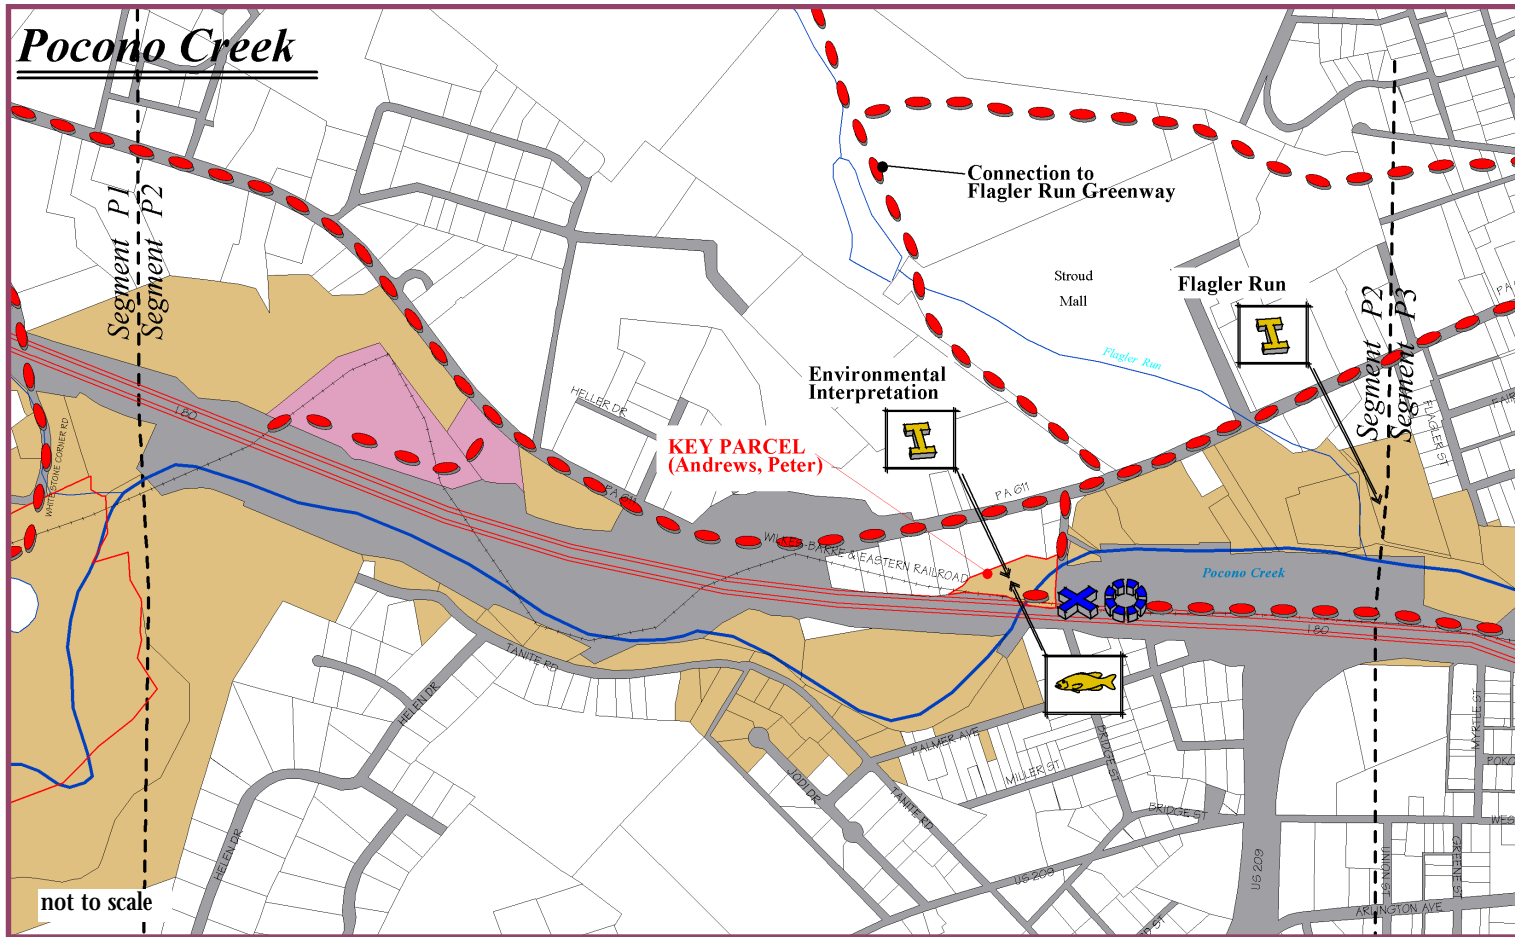 Pocono Creek
Segment P1
Segment P2
Connection to
Flagler Run Greenway
Stroud
Mall
Flagler Run
Segment P2
Segment P3
Flagler Run
Environmental
Interpretation
I
I
HELLER DR
KEY PARCEL
(Andrews, Peter)
I 80
WHITE STONE CORNER RD
PA 611
PA 611
WILKES-BARRE & EASTERN RAILROAD
FLAGLER ST
Pocono Creek
I 80
TANITE RD
HELEN DR
PALMER AVE
MILLER ST
BRIDGE ST
BRIDGE ST
MYRTLE ST
JODI DR
TANITE RD
HELEN DR
US 209
US 209
UNION ST
GREENE ST
ARLINGTON AVE
not to scale